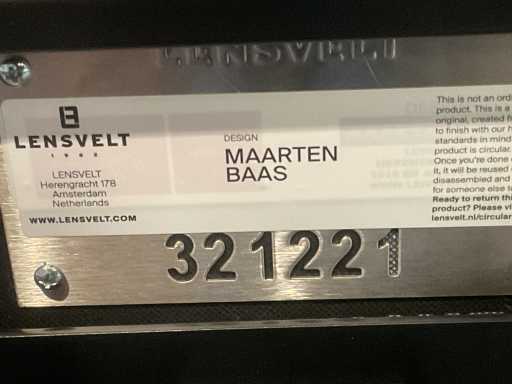 LENSVELT
LENSVELT
1962
LENSVELT
Herengracht 178
Amsterdam
Netherlands
WWW.LENSVELT.COM
DESIGN
MAARTEN
BAAS
This is not an ord
product. This is a
original, created f
to finish with our h
standards in mind
product is circular.
Once you're done
it, it will be reused
disassembled and
for someone else t
Ready to return thi
product? Please vi
lensvelt.nl/circular
321221